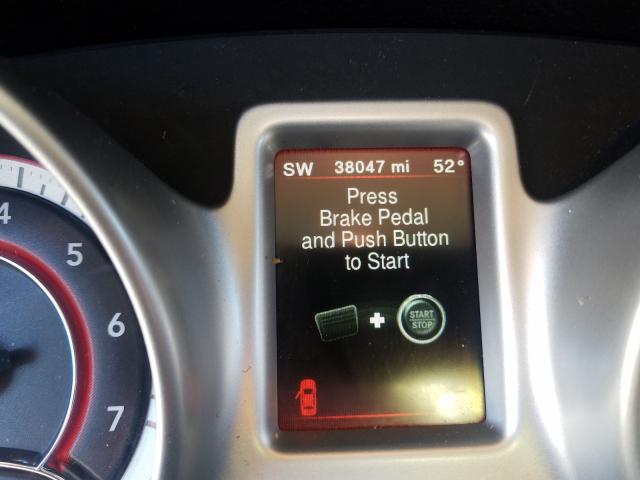 SW 38047 mi 52°
Press
Brake Pedal
and Push Button
to Start
START
STOP
4
5
6
7